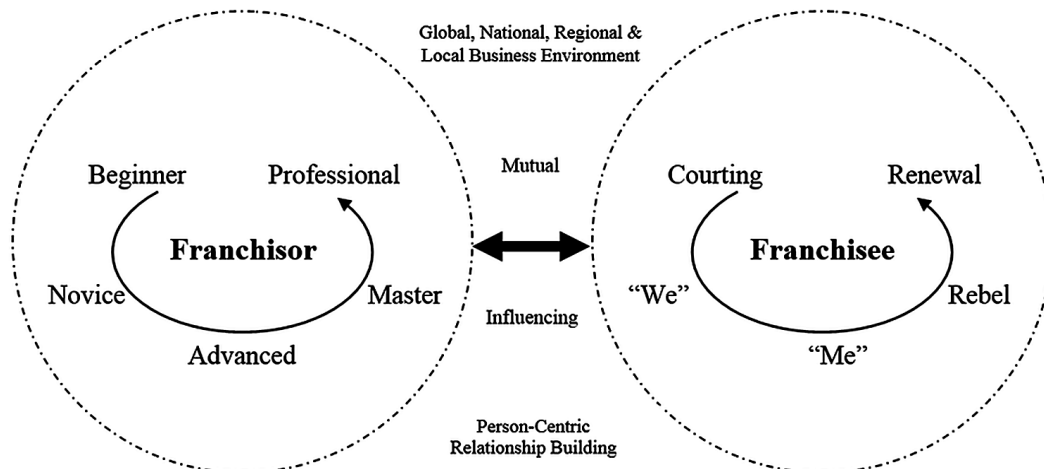 Global, National, Regional &
Local Business Environment
Beginner
Professional
Mutual
Courting
Renewal
Franchisor
Franchisee
Novice
Master
Influencing
“We”
Rebel
Advanced
“Me”
Person-Centric
Relationship Building